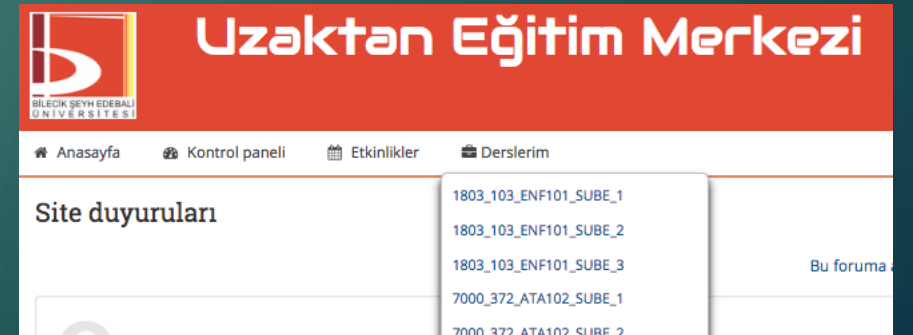 Uzaktan Eğitim Merkezi
BİLECİK ŞEYH EDEBALİ
ÜNİVERSİTESİ
Anasayfa Kontrol paneli Etkinlikler Derslerim
Site duyuruları
1803_103_ENF101_SUBE_1
1803_103_ENF101_SUBE_2
1803_103_ENF101_SUBE_3
Bu foruma
7000_372_ATA102_SUBE_1
7000_372_ATA102_SUBE_2